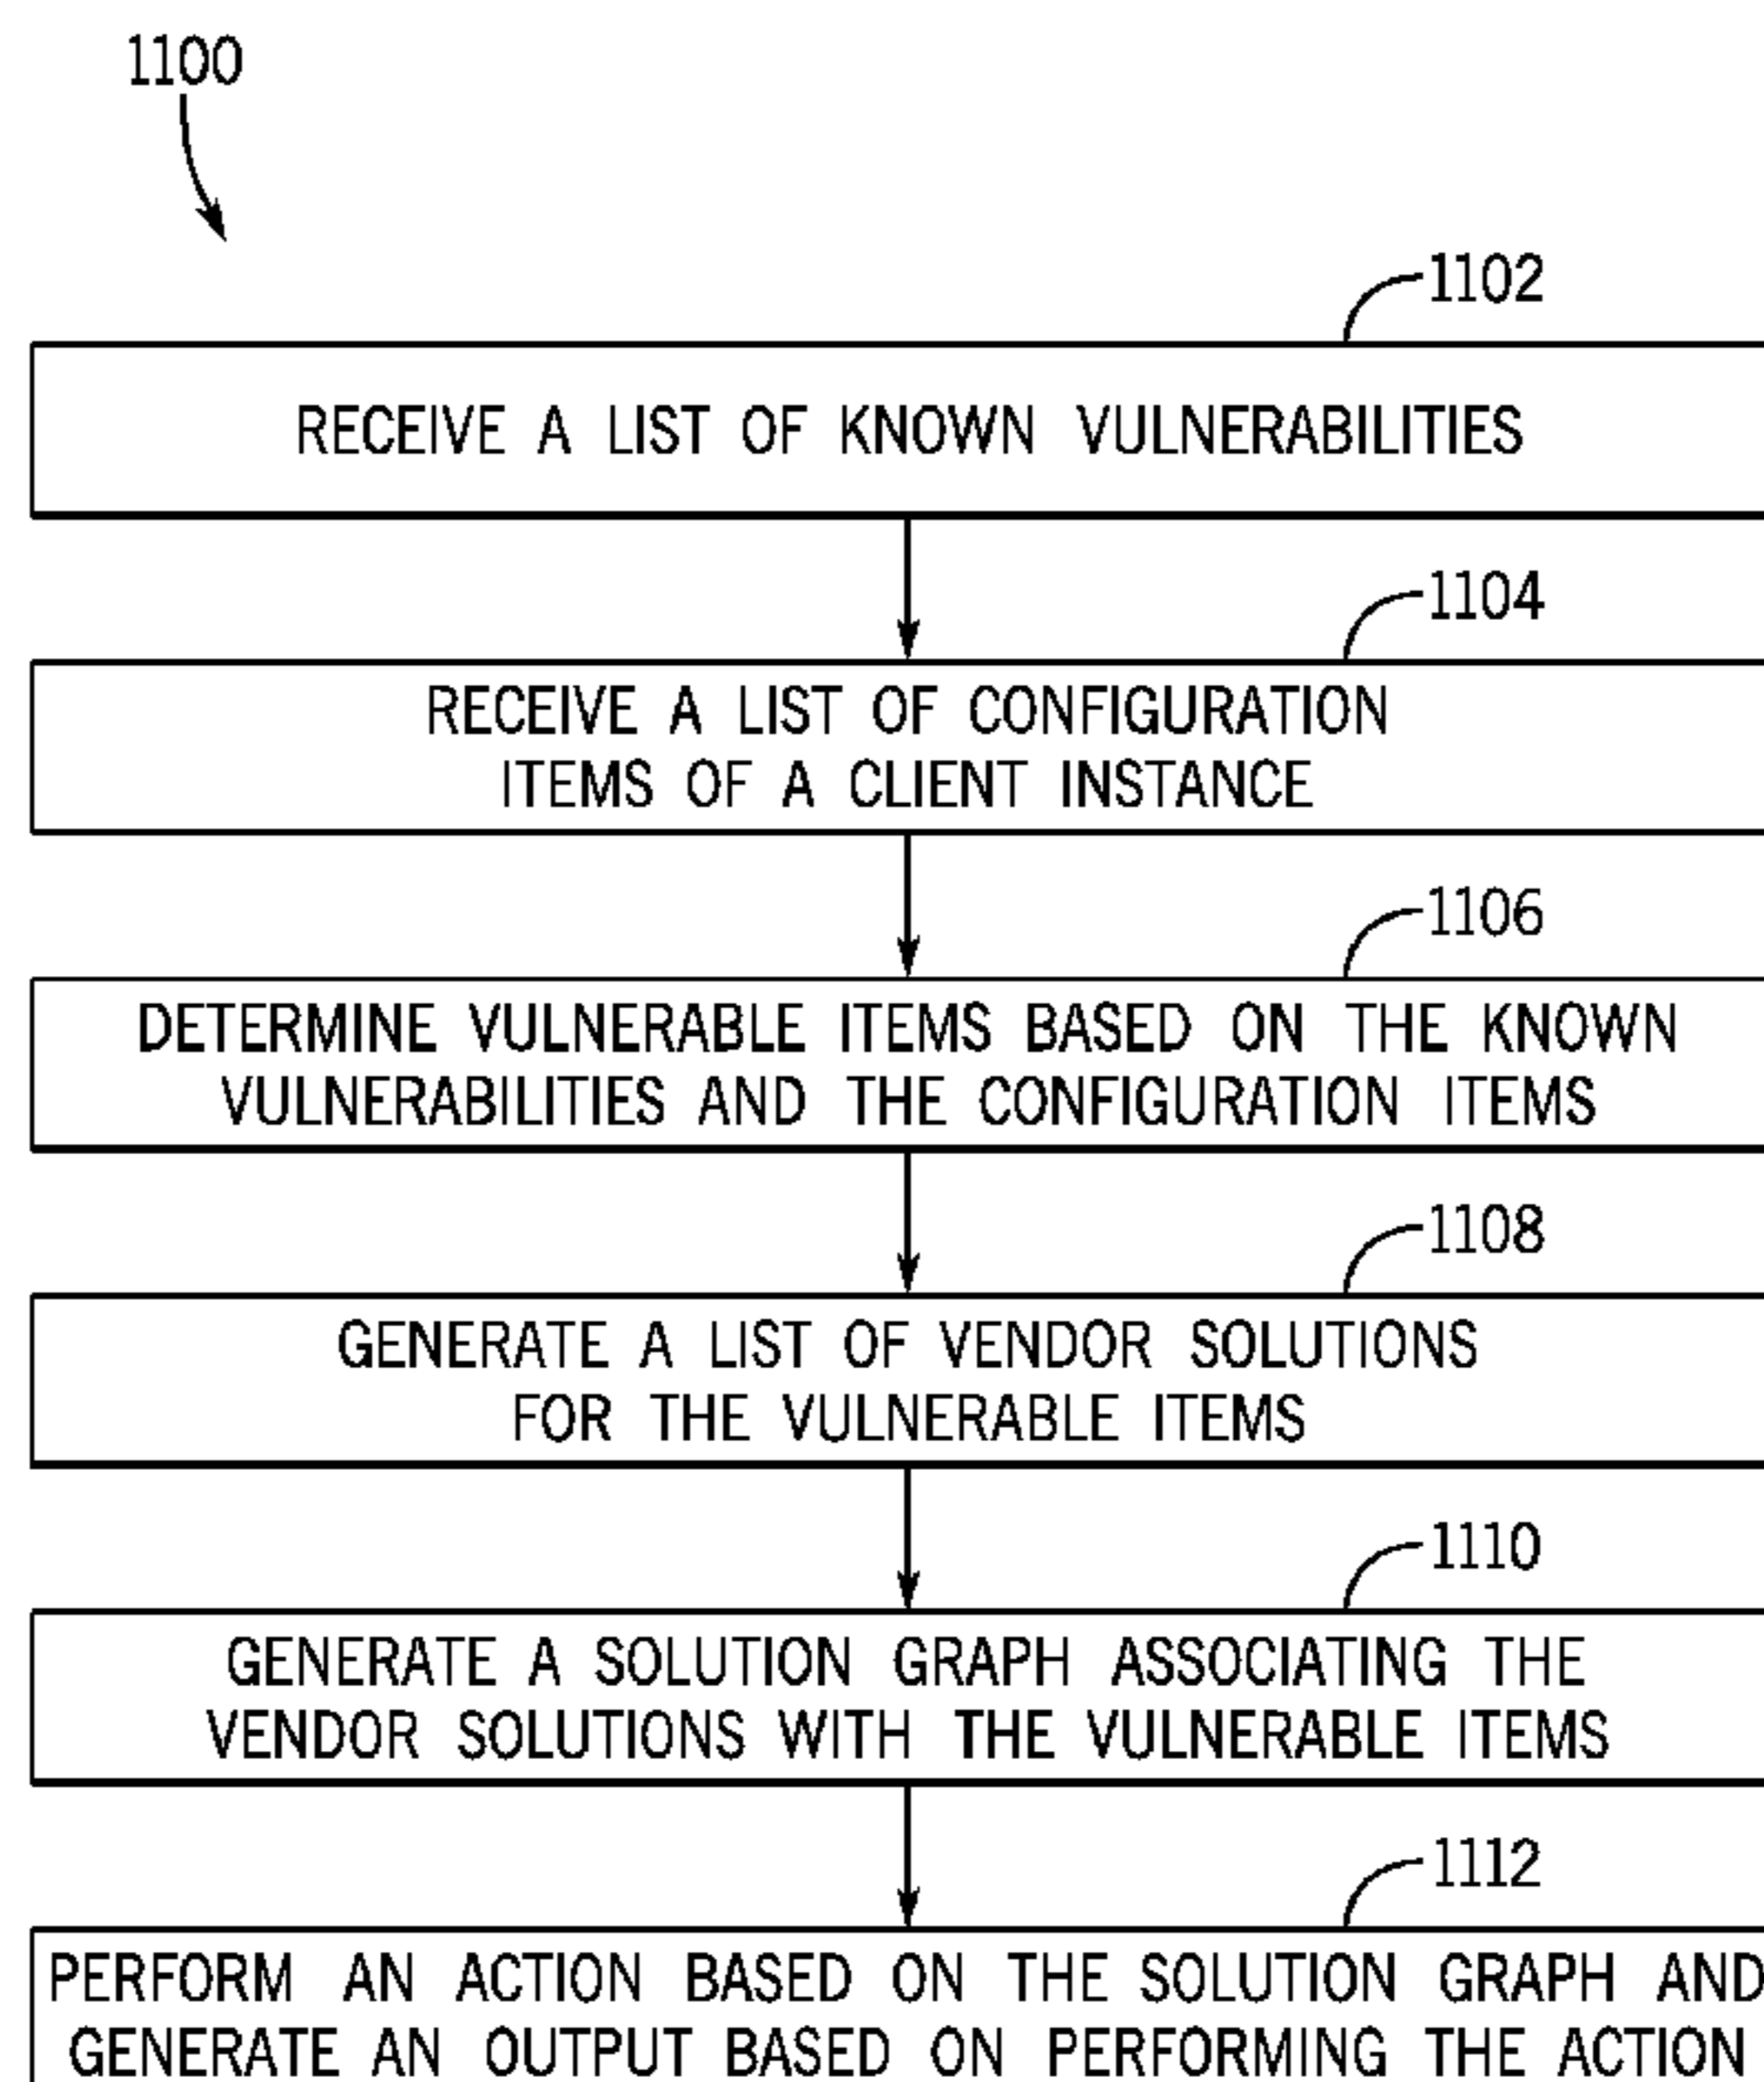 1100
1102
RECEIVE A LIST OF KNOWN VULNERABILITIES
1104
RECEIVE A LIST OF CONFIGURATION
ITEMS OF A CLIENT INSTANCE
1106
DETERMINE VULNERABLE ITEMS BASED ON THE KNOWN
VULNERABILITIES AND THE CONFIGURATION ITEMS
1108
GENERATE A LIST OF VENDOR SOLUTIONS
FOR THE VULNERABLE ITEMS
1110
GENERATE A SOLUTION GRAPH ASSOCIATING THE
VENDOR SOLUTIONS WITH THE VULNERABLE ITEMS
1112
PERFORM AN ACTION BASED ON THE SOLUTION GRAPH AND
GENERATE AN OUTPUT BASED ON PERFORMING THE ACTION